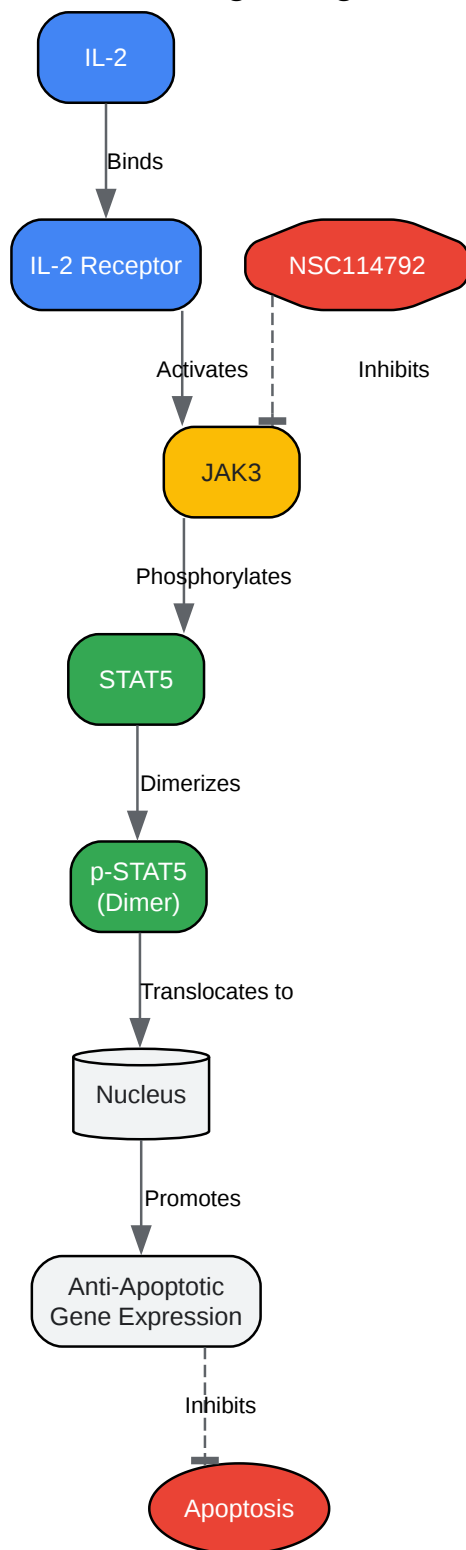 IL-2
Binds
IL-2 Receptor
NSC114792
Activates
Inhibits
JAK3
Phosphorylates
STAT5
Dimerizes
p-STAT5
(Dimer)
Translocates to
Nucleus
Promotes
Anti-Apoptotic
Gene Expression
Inhibits
Apoptosis